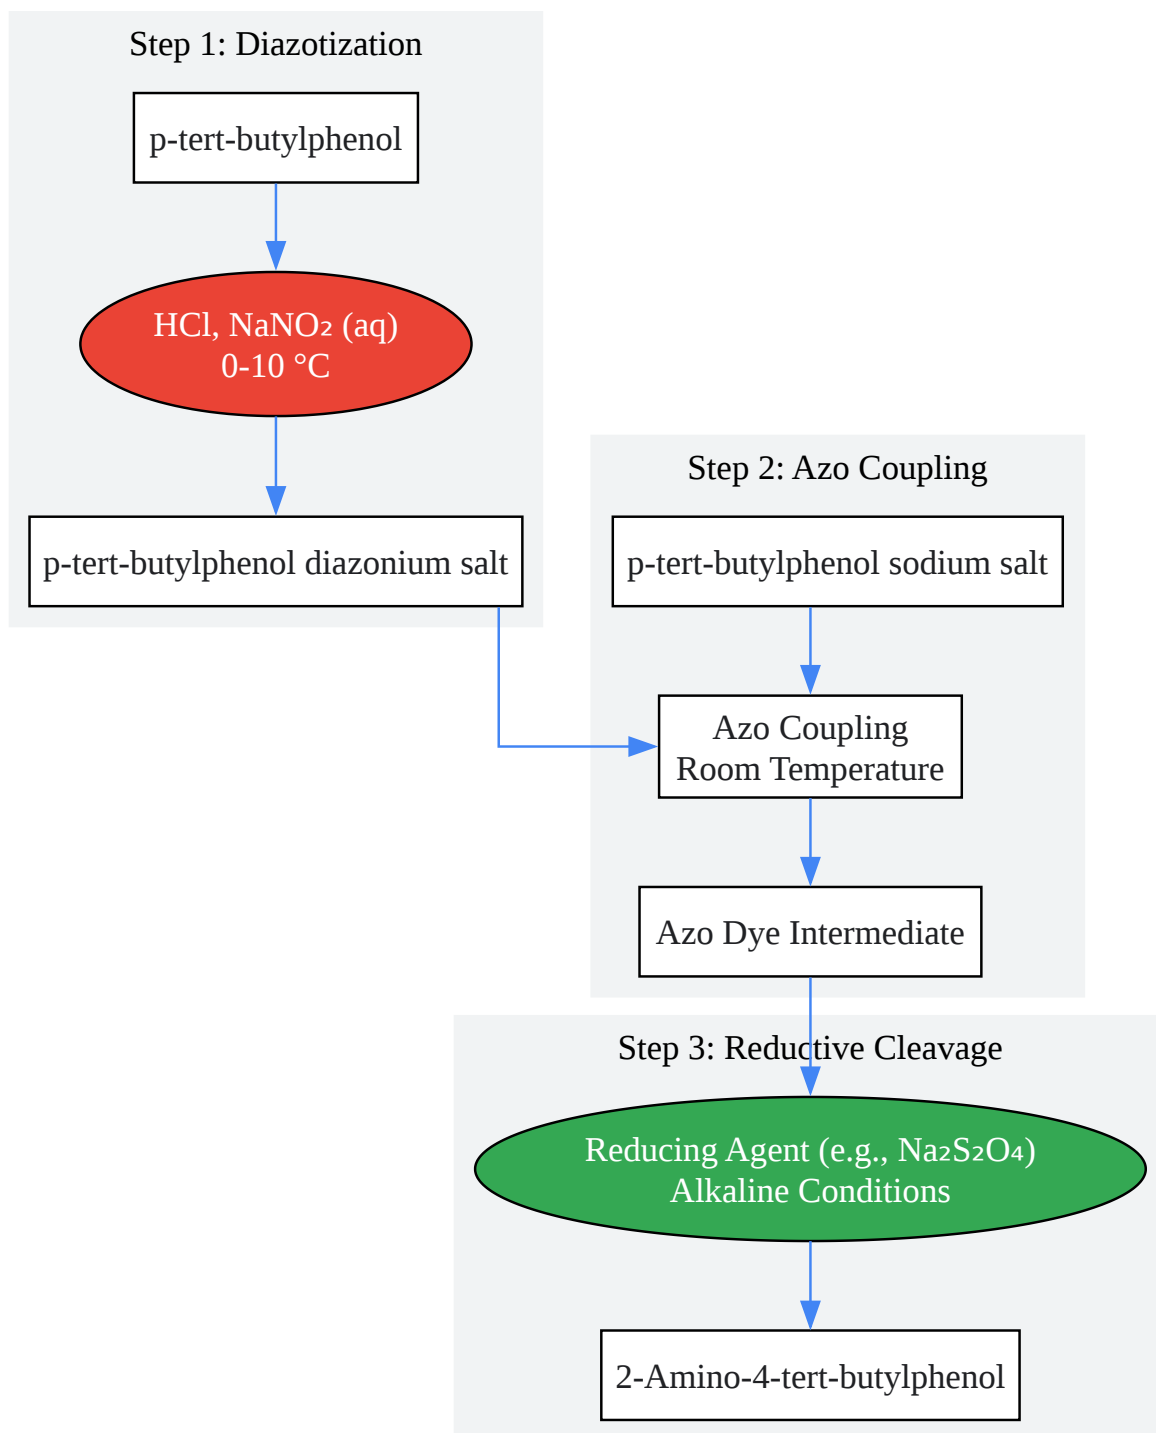 Step 1: Diazotization
p-tert-butylphenol
HCl, NaNO₂ (aq)
0-10 °C
p-tert-butylphenol diazonium salt
Step 2: Azo Coupling
p-tert-butylphenol sodium salt
Azo Coupling
Room Temperature
Azo Dye Intermediate
Step 3: Reductive Cleavage
Reducing Agent (e.g., Na₂S₂O₄)
Alkaline Conditions
2-Amino-4-tert-butylphenol